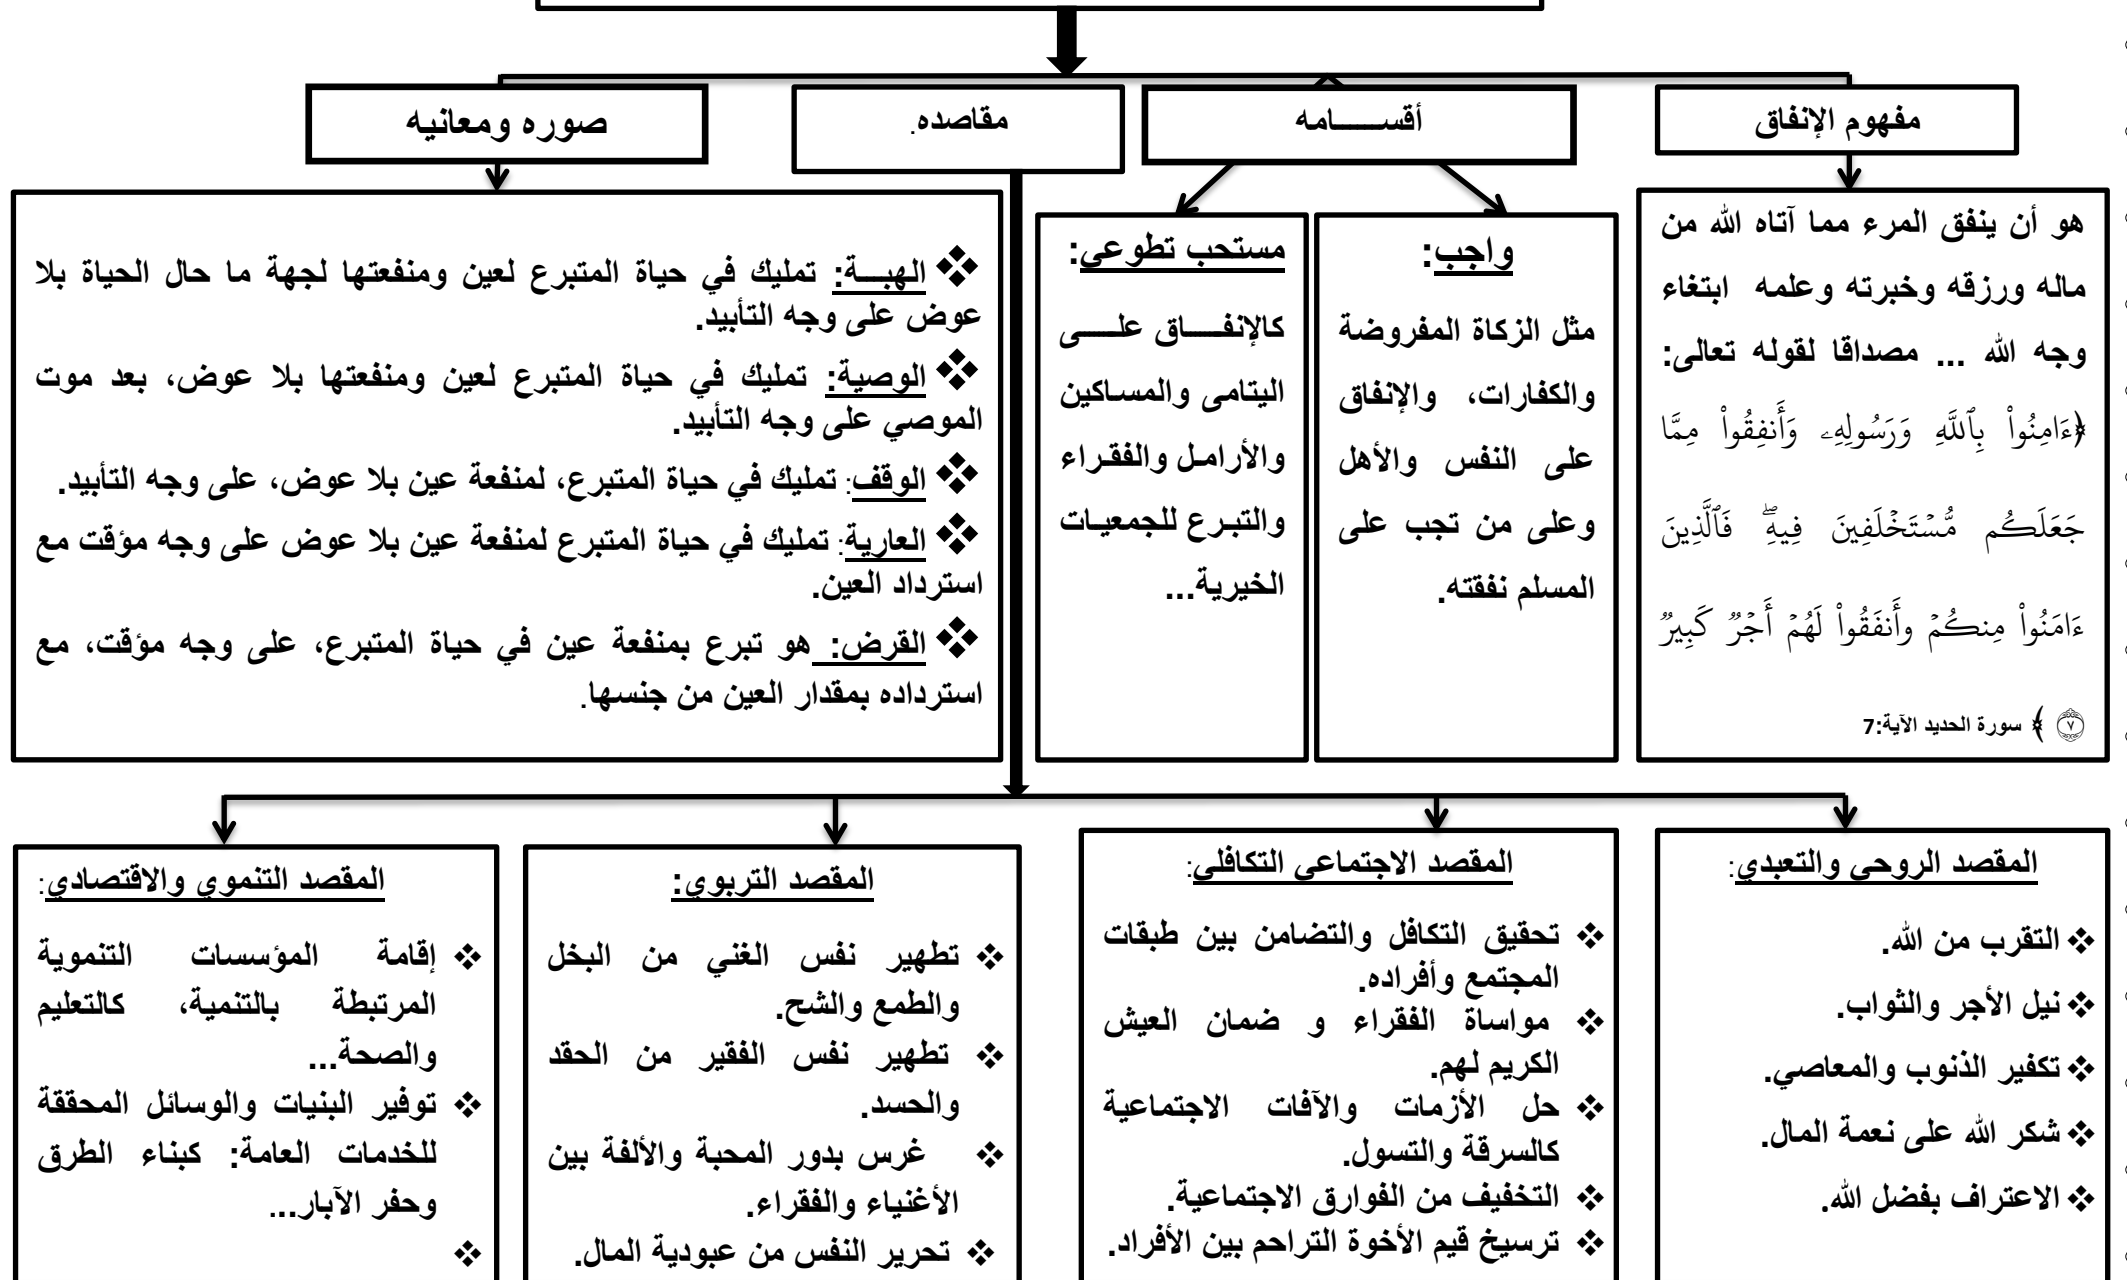 مفهوم الإنفاق
أقســـــامه
مقاصده.
صوره ومعانيه
هو أن ينفق المرء مما آتاه الله من
ماله ورزقه وخبرته وعلمه ابتغاء
وجه الله ... مصداقا لقوله تعالى:
﴿ءَامِنُواْ بِٱللَّهِ وَرَسُولِهِۦ وَأَنفِقُواْ مِمَّا
جَعَلَكُم مُّسۡتَخۡلَفِينَ فِيهِۖ فَٱلَّذِينَ
ءَامَنُواْ مِنكُمۡ وأَنفَقُواْ لَهُمۡ أَجۡرٞ كَبِيرٞ
٧ ﴾ سورة الحديد الآية:7
واجب:
مثل الزكاة المفروضة
والكفارات، والإنفاق
على النفس والأهل
وعلى من تجب على
المسلم نفقته.
مستحب تطوعي:
كالإنفـــاق علـــى
اليتامى والمساكين
والأرامل والفقراء
والتبرع للجمعيات
الخيرية...
❖ الهبـــة: تمليك في حياة المتبرع لعين ومنفعتها لجهة ما حال الحياة بلا
عوض على وجه التأبيد.
❖ الوصية: تمليك في حياة المتبرع لعين ومنفعتها بلا عوض، بعد موت
الموصي على وجه التأبيد.
❖ الوقف: تمليك في حياة المتبرع، لمنفعة عين بلا عوض، على وجه التأبيد.
❖ العارية: تمليك في حياة المتبرع لمنفعة عين بلا عوض على وجه مؤقت مع
استرداد العين.
❖ القرض: هو تبرع بمنفعة عين في حياة المتبرع، على وجه مؤقت، مع
استرداده بمقدار العين من جنسها.
المقصد الروحي والتعبدي:
❖ التقرب من الله.
❖ نيل الأجر والثواب.
❖ تكفير الذنوب والمعاصي.
❖ شكر الله على نعمة المال.
❖ الاعتراف بفضل الله.
المقصد الاجتماعي التكافلي:
❖ تحقيق التكافل والتضامن بين طبقات
المجتمع وأفراده.
❖ مواساة الفقراء و ضمان العيش
الكريم لهم.
❖ حل الأزمات والآفات الاجتماعية
كالسرقة والتسول.
❖ التخفيف من الفوارق الاجتماعية.
❖ ترسيخ قيم الأخوة التراحم بين الأفراد.
المقصد التربوي:
❖ تطهير نفس الغني من البخل
والطمع والشح.
❖ تطهير نفس الفقير من الحقد
والحسد.
❖ غرس بدور المحبة والألفة بين
الأغنياء والفقراء.
❖ تحرير النفس من عبودية المال.
المقصد التنموي والاقتصادي:
❖ إقامة المؤسسات التنموية
المرتبطة بالتنمية، كالتعليم
والصحة...
❖ توفير البنيات والوسائل المحققة
للخدمات العامة: كبناء الطرق
وحفر الآبار...
❖